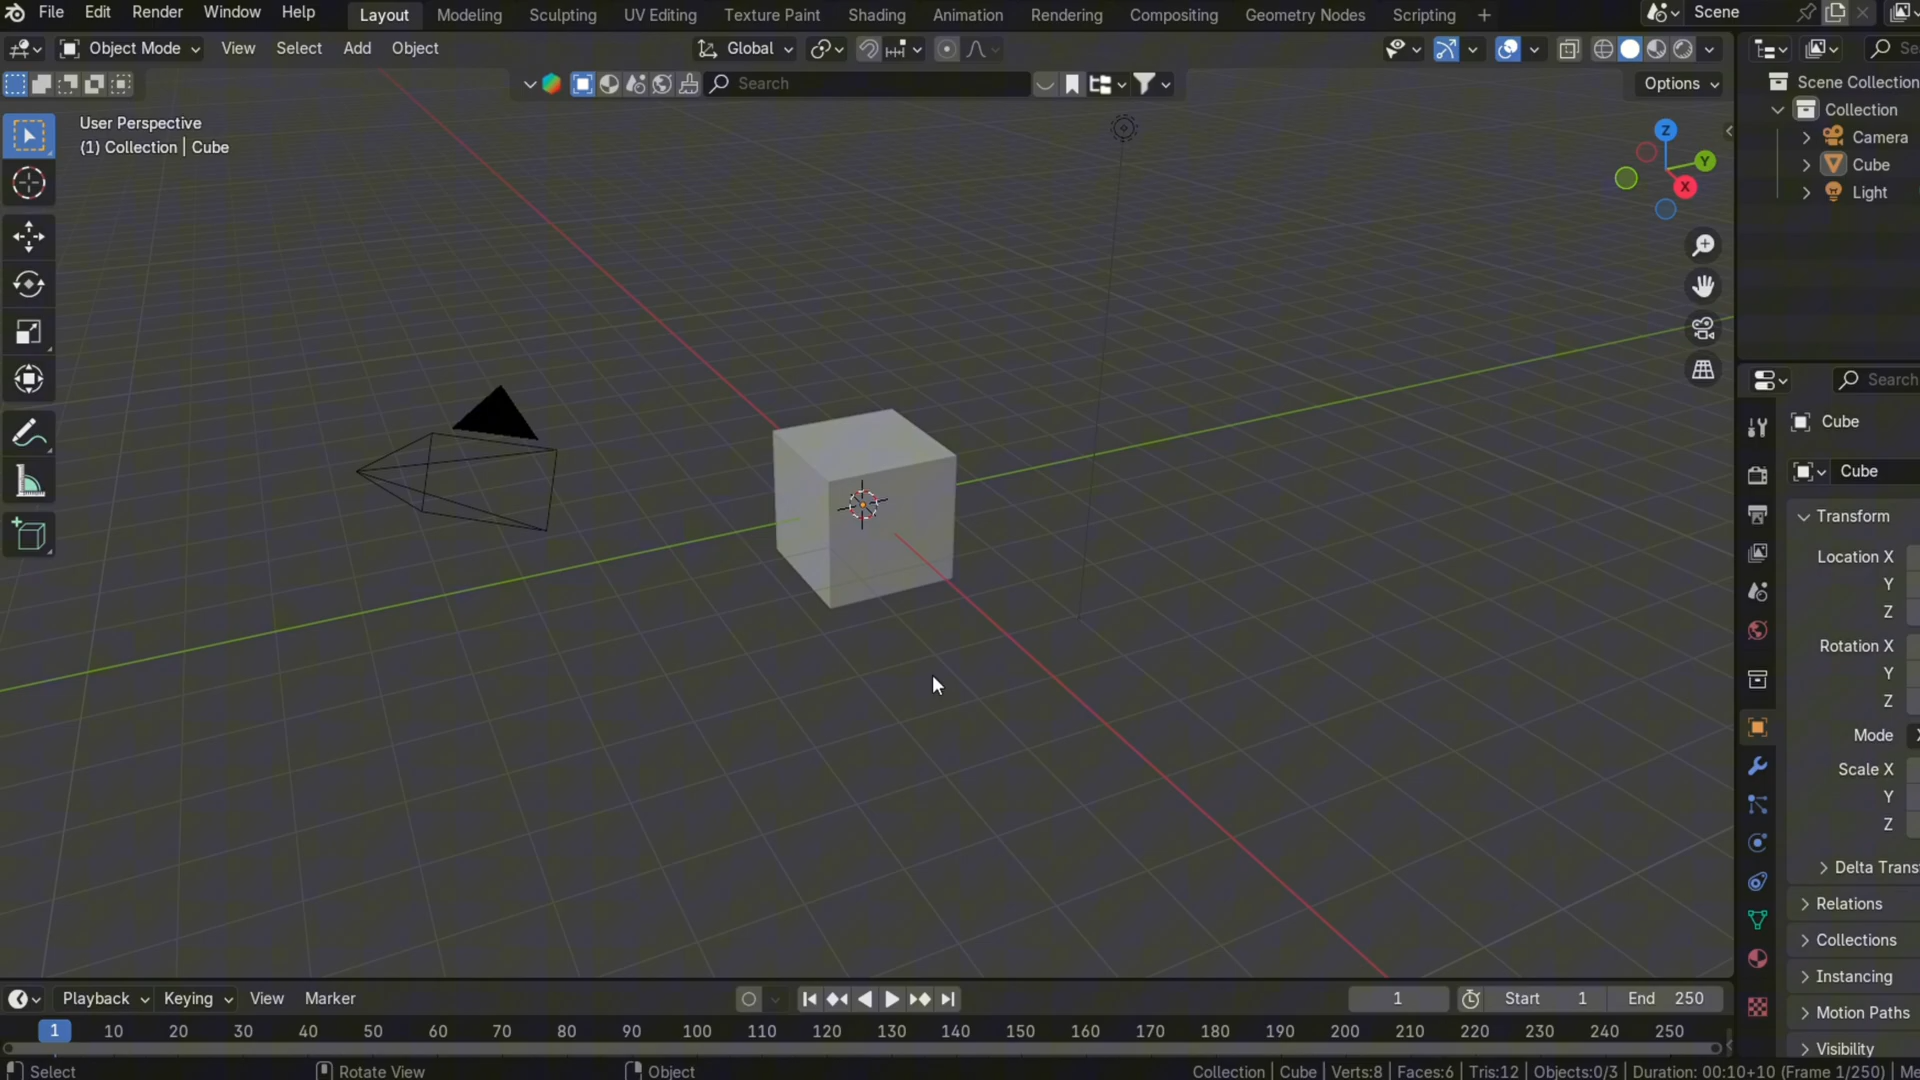 File Edit Render Window Help Layout Modeling Sculpting UV Editing Texture Paint Shading Animation Rendering Compositing Geometry Nodes Scripting + Scene
Object Mode View Select Add Object Global
Search Options
User Perspective
(1) Collection | Cube
Z
Y
X
Scene Collection
Collection
Camera
Cube
Light
Search
Cube
Cube
Transform
Location X
Y
Z
Rotation X
Y
Z
Mode
Scale X
Y
Z
Delta Trans
Relations
Collections
Instancing
Motion Paths
Visibility
Playback Keying View Marker 1 Start 1 End 250
1 10 20 30 40 50 60 70 80 90 100 110 120 130 140 150 160 170 180 190 200 210 220 230 240 250
Select Rotate View Object Collection | Cube | Verts:8 | Faces:6 | Tris:12 | Objects:0/3 | Duration: 00:10+10 (Frame 1/250) | Me